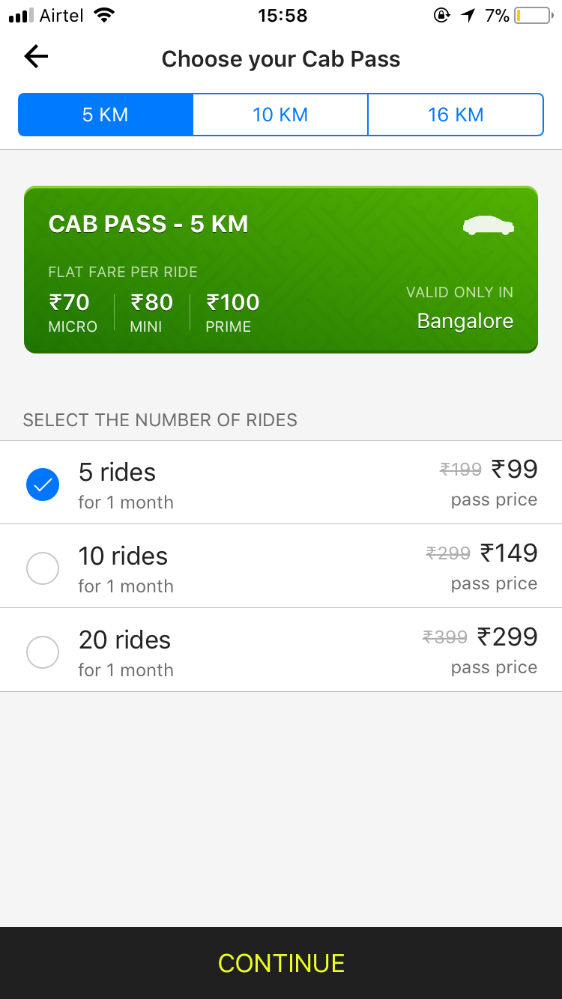 Airtel 15:58 7%
Choose your Cab Pass
5 KM 10 KM 16 KM
CAB PASS - 5 KM
FLAT FARE PER RIDE
₹70 ₹80 ₹100
MICRO MINI PRIME
VALID ONLY IN
Bangalore
SELECT THE NUMBER OF RIDES
5 rides ₹199 ₹99
for 1 month pass price
10 rides ₹299 ₹149
for 1 month pass price
20 rides ₹399 ₹299
for 1 month pass price
CONTINUE